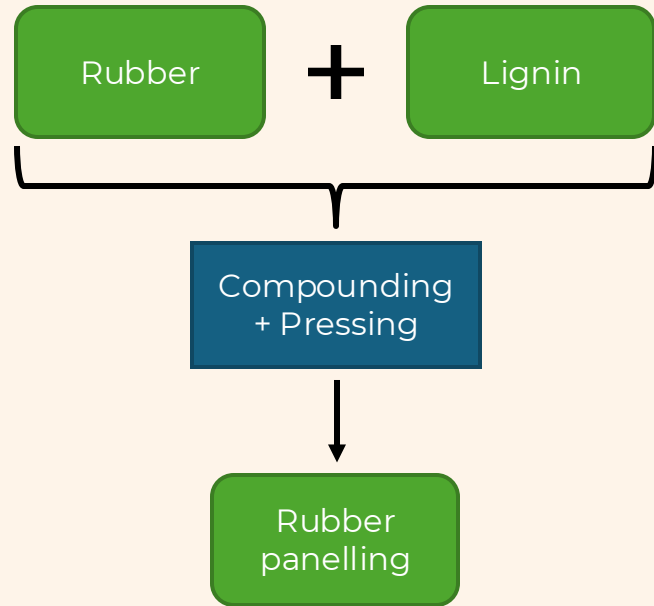 Rubber
+
Lignin
Compounding
+ Pressing
Rubber
panelling